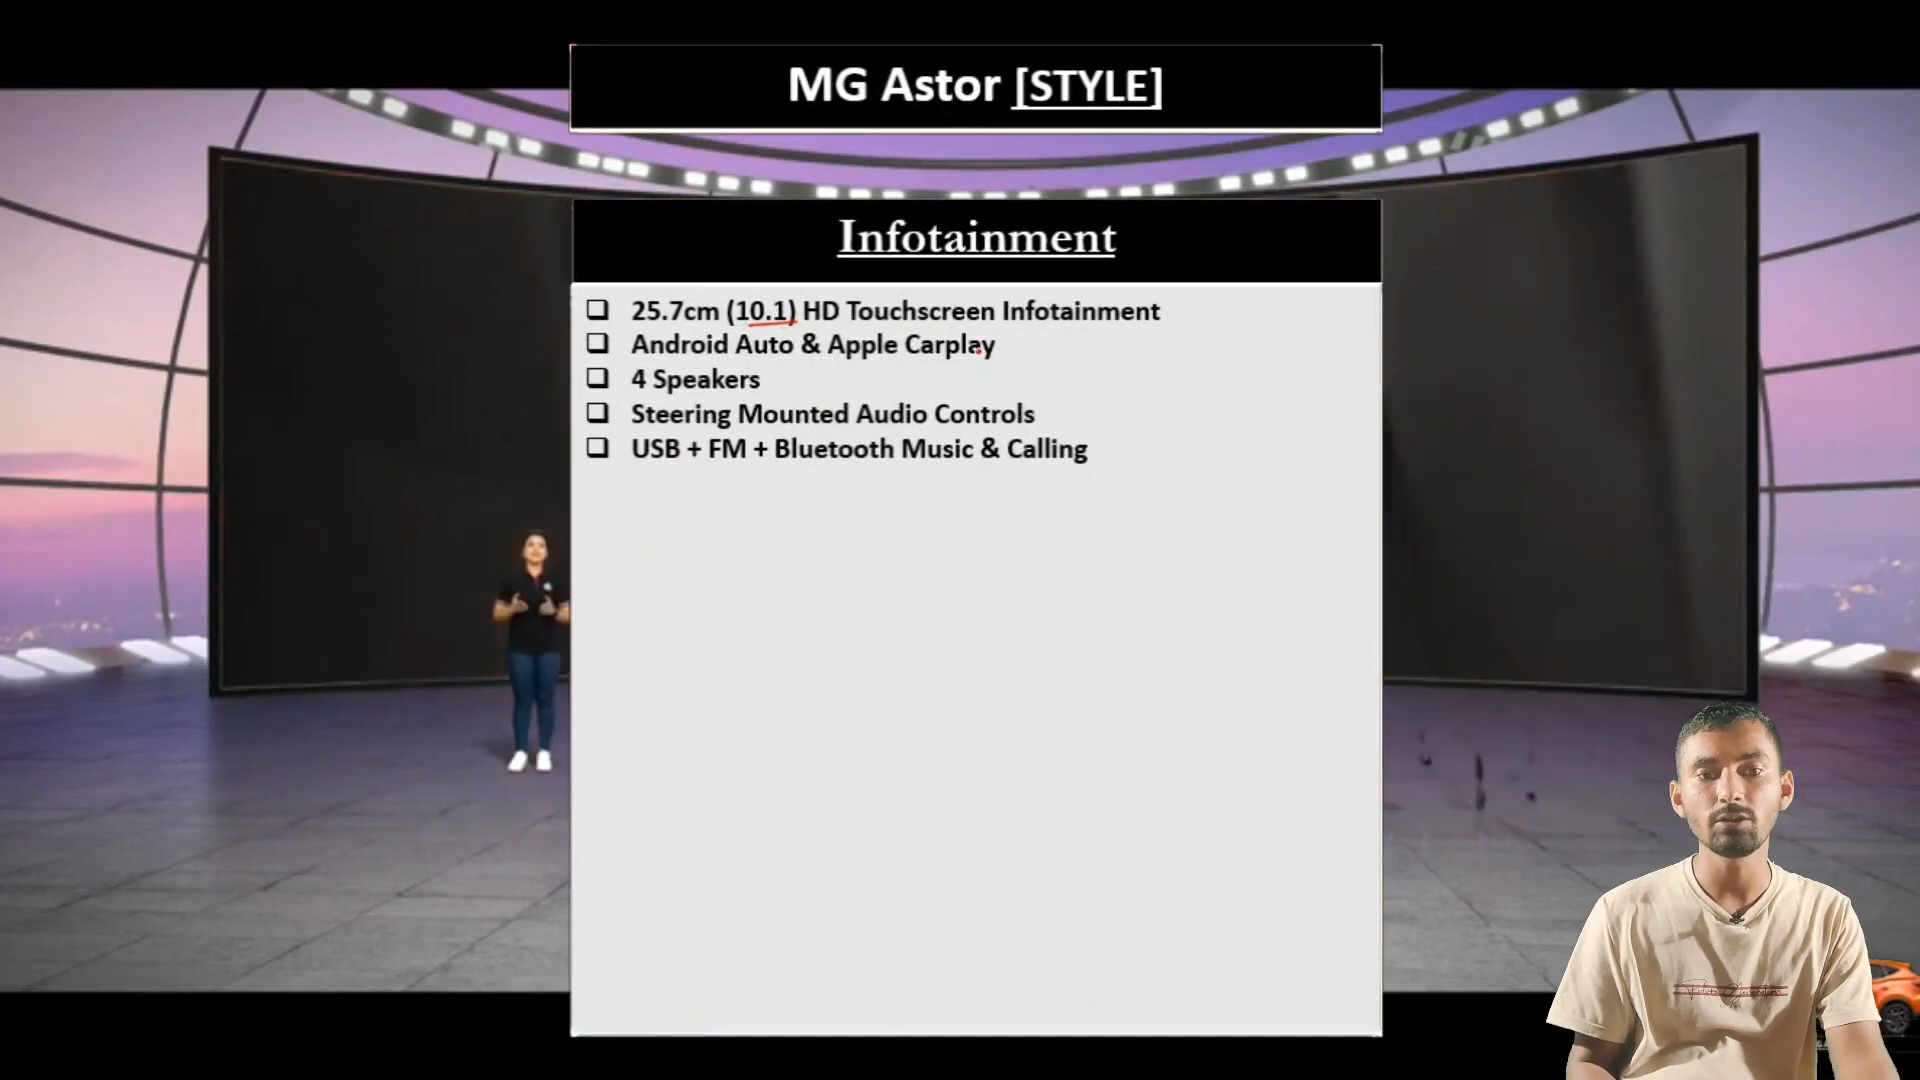 MG Astor [STYLE]
Infotainment
❑ 25.7cm (10.1) HD Touchscreen Infotainment
❑ Android Auto & Apple Carplay
❑ 4 Speakers
❑ Steering Mounted Audio Controls
❑ USB + FM + Bluetooth Music & Calling